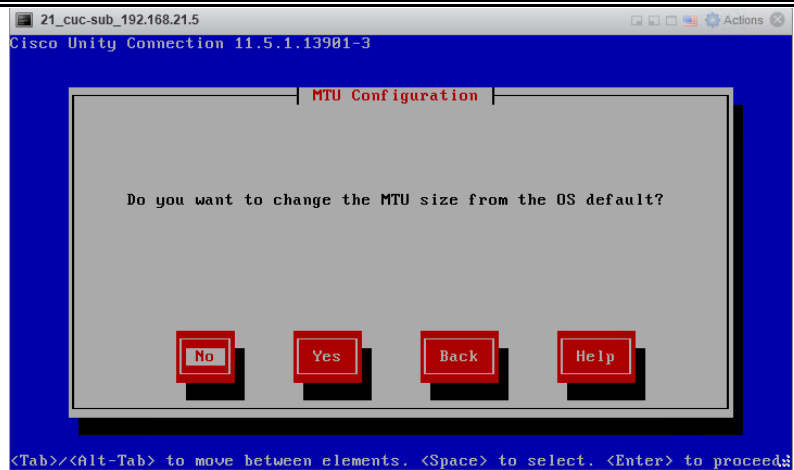 21_cuc-sub_192.168.21.5
Actions
Cisco Unity Connection 11.5.1.13901-3
MTU Configuration
Do you want to change the MTU size from the OS default?
No
Yes
Back
Help
<Tab>/<Alt-Tab> to move between elements. <Space> to select. <Enter> to proceed